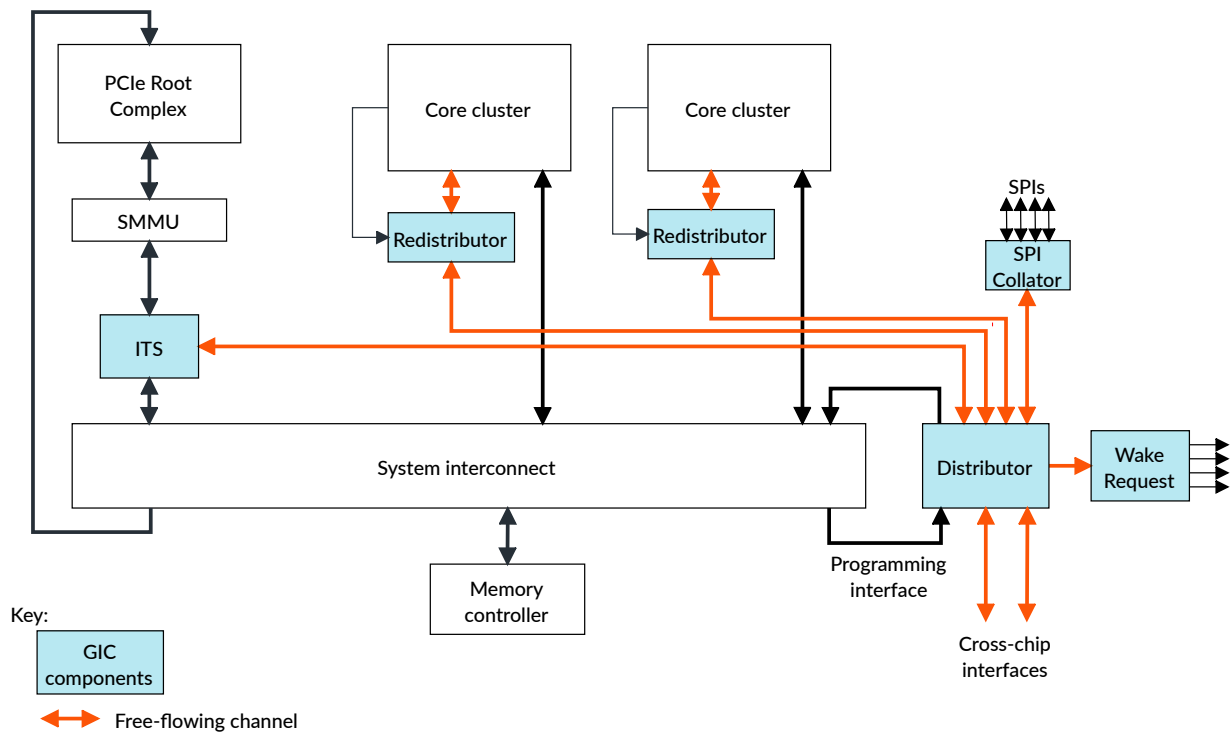 PCIe Root
Complex
Core cluster
Core cluster
SPIs
SMMU
Redistributor
Redistributor
SPI
Collator
ITS
System interconnect
Distributor
Wake
Request
Programming
interface
Memory
controller
Cross-chip
interfaces
Key:
GIC
components
Free-flowing channel